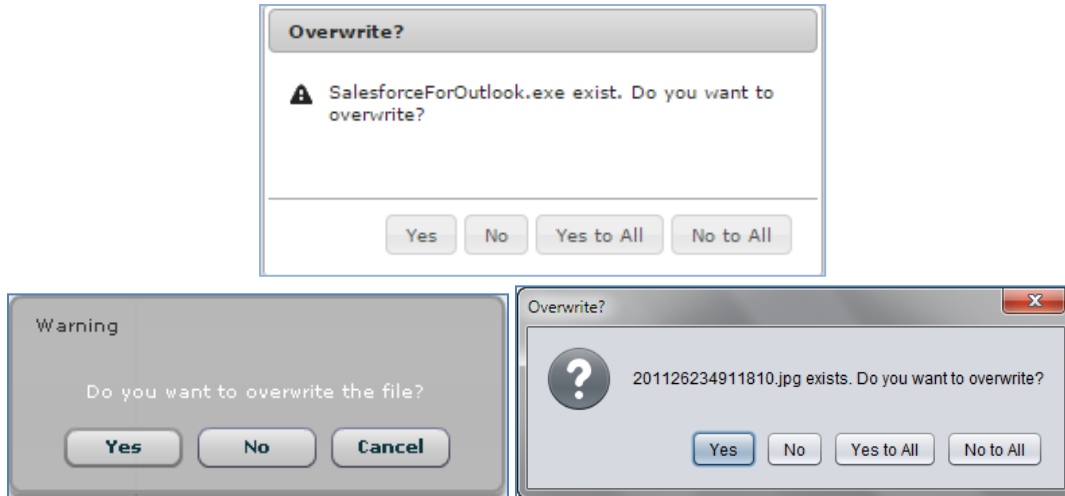 Overwrite?
SalesforceForOutlook.exe exist. Do you want to
overwrite?
Yes No Yes to All No to All
Warning
Do you want to overwrite the file?
Yes No Cancel
Overwrite?
201126234911810.jpg exists. Do you want to overwrite?
Yes No Yes to All No to All